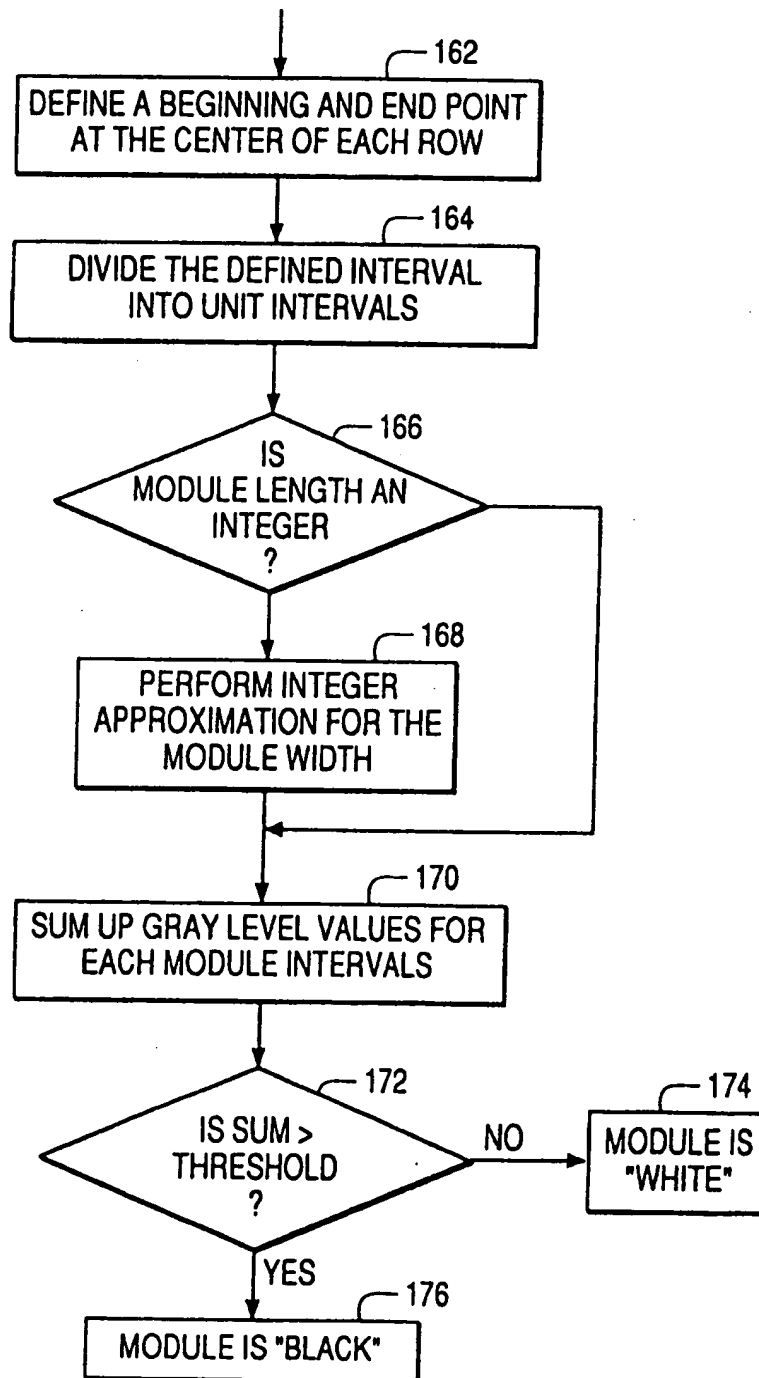 162
DEFINE A BEGINNING AND END POINT
AT THE CENTER OF EACH ROW
164
DIVIDE THE DEFINED INTERVAL
INTO UNIT INTERVALS
166
IS
MODULE LENGTH AN
INTEGER
?
168
PERFORM INTEGER
APPROXIMATION FOR THE
MODULE WIDTH
170
SUM UP GRAY LEVEL VALUES FOR
EACH MODULE INTERVALS
172
IS SUM >
THRESHOLD
?
NO
174
MODULE IS
"WHITE"
YES
176
MODULE IS "BLACK"